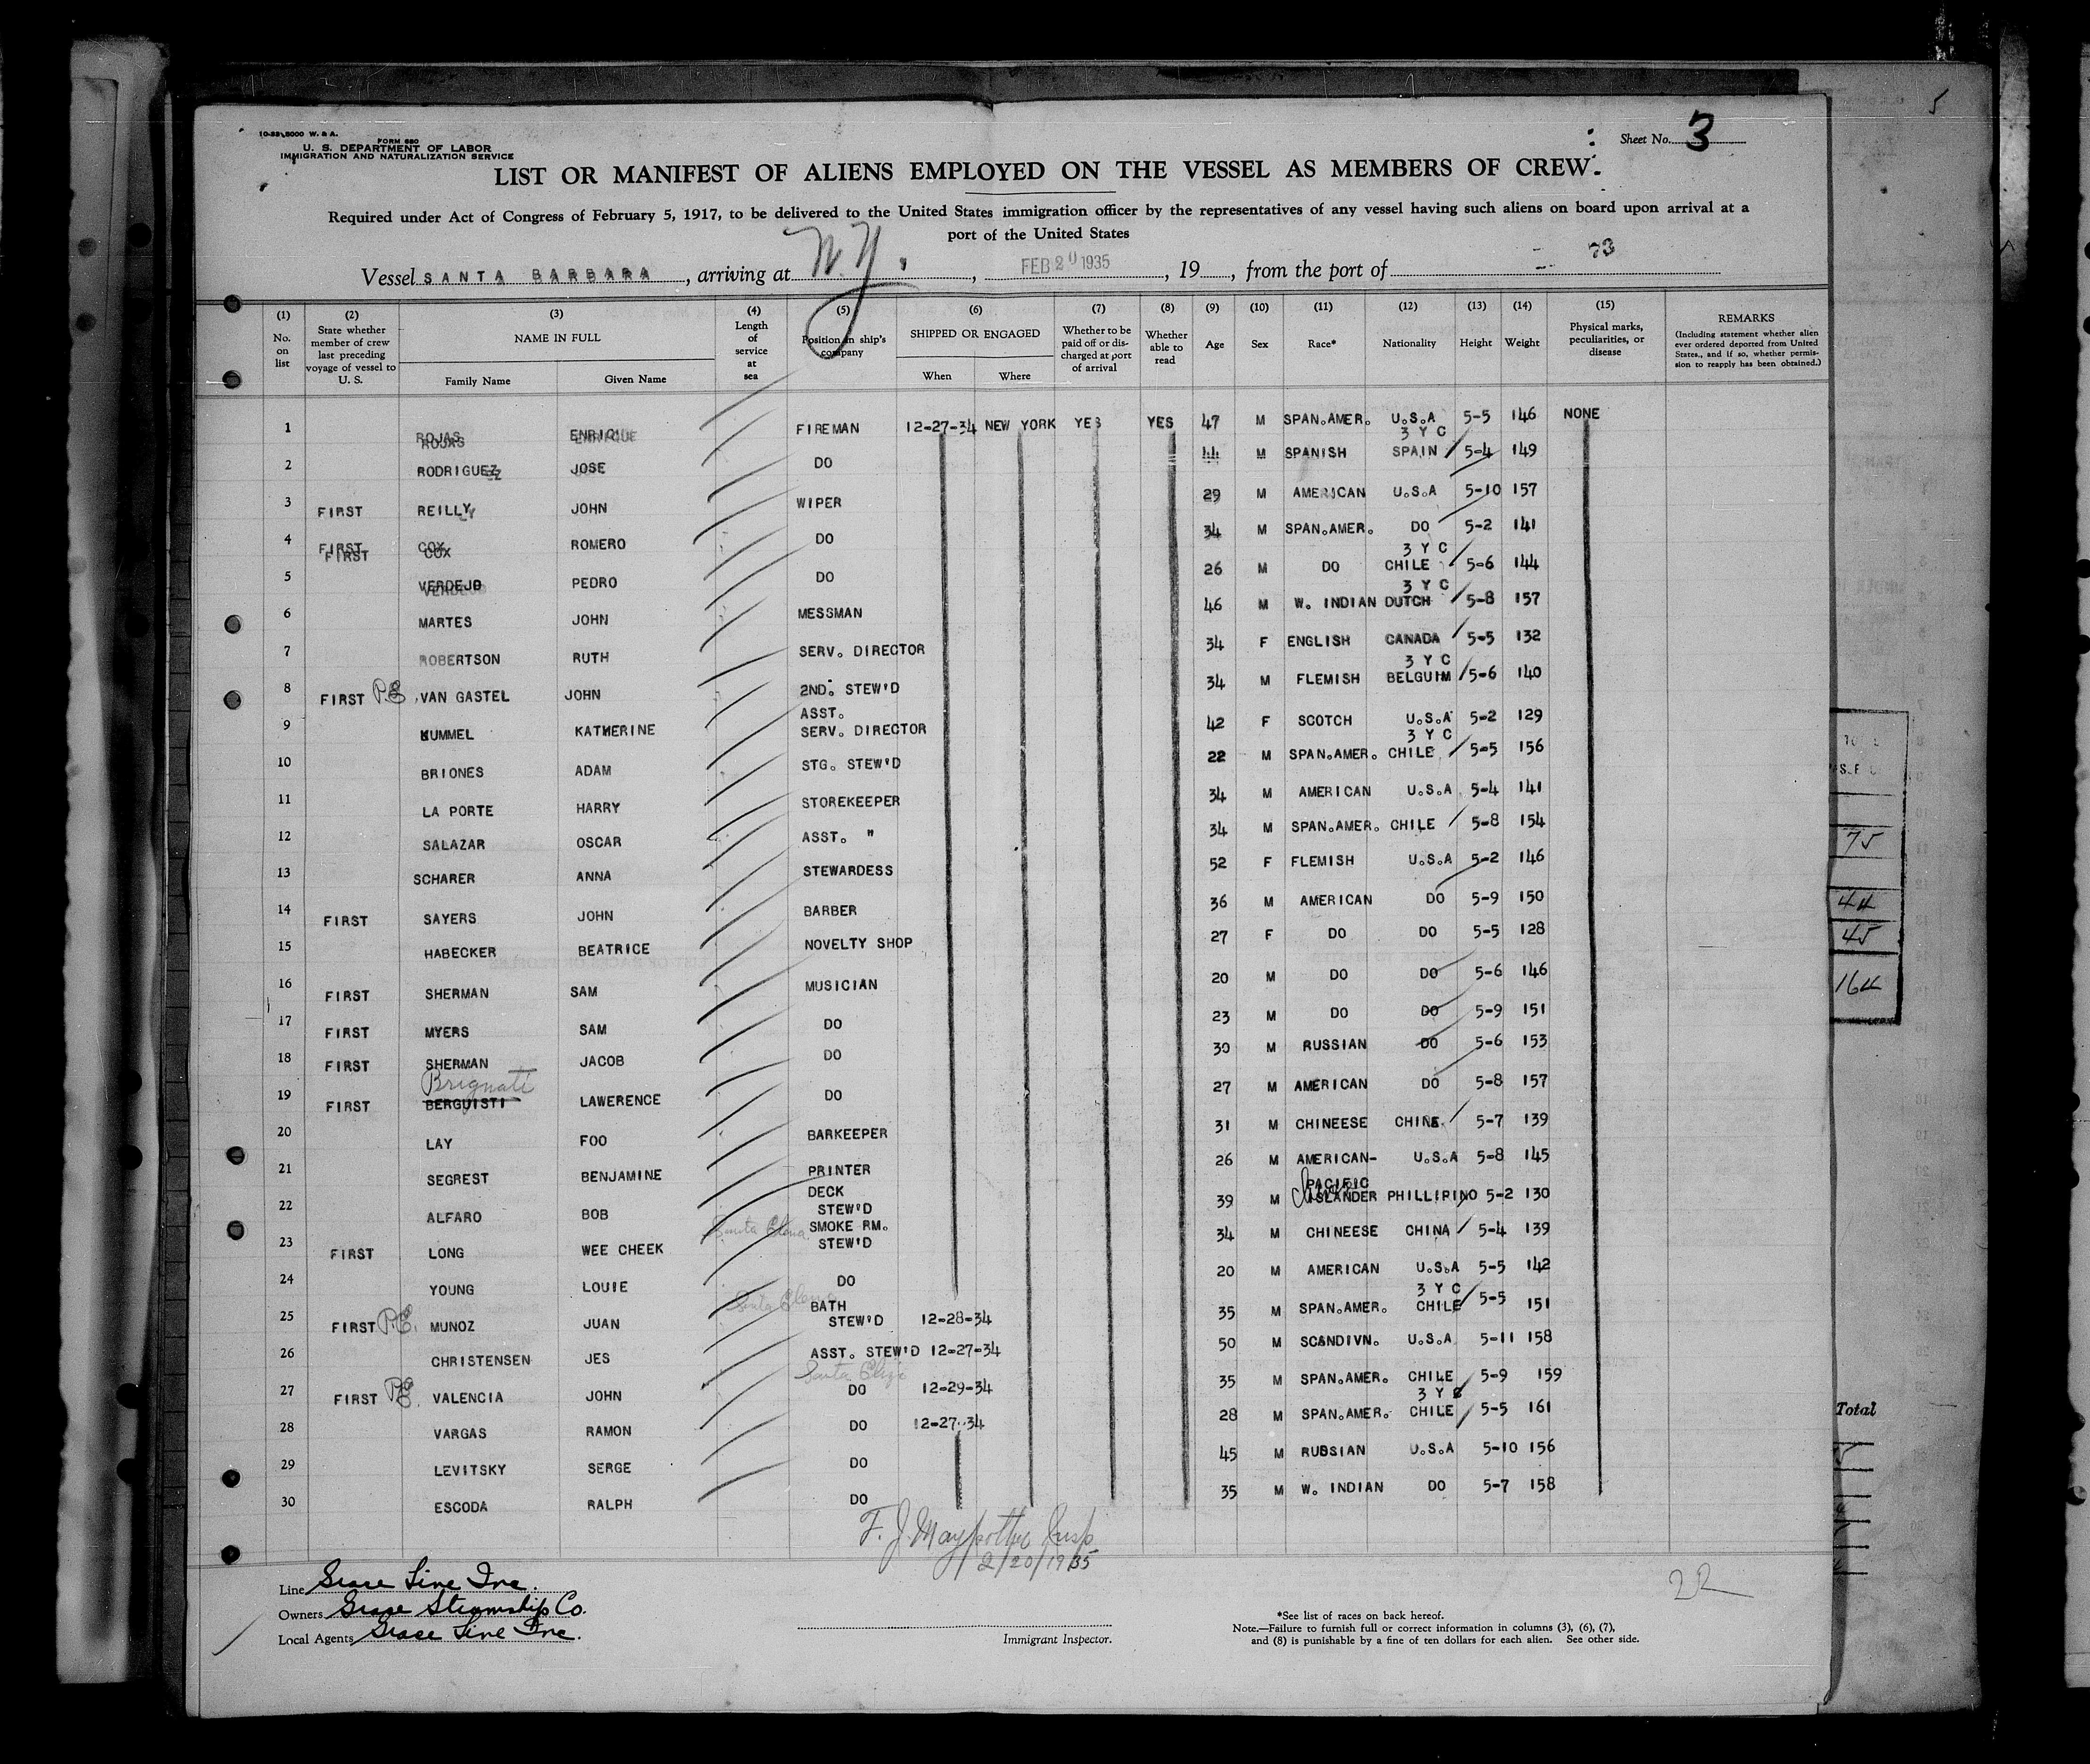 10-33\5000 W. & A.
FORM 680
U. S. DEPARTMENT OF LABOR
IMMIGRATION AND NATURALIZATION SERVICE
Sheet No. 3
LIST OR MANIFEST OF ALIENS EMPLOYED ON THE VESSEL AS MEMBERS OF CREW
Required under Act of Congress of February 5, 1917, to be delivered to the United States immigration officer by the representatives of any vessel having such aliens on board upon arrival at a
port of the United States
Vessel SANTA BARBARA, arriving at N.Y., FEB 20 1935, 19, from the port of 73
(1) No. on list (2) State whether member of crew last preceding voyage of vessel to U. S. (3) NAME IN FULL Family Name Given Name (4) Length of service at sea (5) Position in ship's company (6) SHIPPED OR ENGAGED When Where (7) Whether to be paid off or discharged at port of arrival (8) Whether able to read (9) Age (10) Sex (11) Race* (12) Nationality (13) Height (14) Weight (15) Physical marks, peculiarities, or disease REMARKS (Including statement whether alien ever ordered deported from United States, and if so, whether permission to reapply has been obtained.)
1 ROJAS ENRIQUE FIREMAN 12-27-34 NEW YORK YES YES 47 M SPAN.AMER. U.S.A 5-5 146 NONE
2 RODRIGUEZ JOSE DO 44 M SPANISH 3 Y C SPAIN 5-4 149
3 FIRST REILLY JOHN WIPER 29 M AMERICAN U.S.A 5-10 157
4 FIRST COX ROMERO DO 34 M SPAN.AMER. DO 5-2 141
5 VERDEJO PEDRO DO 26 M DO 3 Y C CHILE 5-6 144
6 MARTES JOHN MESSMAN 46 M W. INDIAN 3 Y C DUTCH 5-8 157
7 ROBERTSON RUTH SERV. DIRECTOR 34 F ENGLISH CANADA 5-5 132
8 FIRST P.E. VAN GASTEL JOHN 2ND. STEW'D 34 M FLEMISH 3 Y C BELGUIM 5-6 140
9 KUMMEL KATHERINE ASST. SERV. DIRECTOR 42 F SCOTCH U.S.A 5-2 129
10 BRIONES ADAM STG. STEW'D 22 M SPAN.AMER. 3 Y C CHILE 5-5 156
11 LA PORTE HARRY STOREKEEPER 34 M AMERICAN U.S.A 5-4 141
12 SALAZAR OSCAR ASST. " 34 M SPAN.AMER. CHILE 5-8 154
13 SCHARER ANNA STEWARDESS 52 F FLEMISH U.S.A 5-2 146
14 FIRST SAYERS JOHN BARBER 36 M AMERICAN DO 5-9 150
15 HABECKER BEATRICE NOVELTY SHOP 27 F DO DO 5-5 128
16 FIRST SHERMAN SAM MUSICIAN 20 M DO DO 5-6 146
17 FIRST MYERS SAM DO 23 M DO DO 5-9 151
18 FIRST SHERMAN JACOB DO 30 M RUSSIAN DO 5-6 153
19 FIRST Brignati BERGUISTI LAWERENCE DO 27 M AMERICAN DO 5-8 157
20 LAY FOO BARKEEPER 31 M CHINEESE CHINA 5-7 139
21 SEGREST BENJAMINE PRINTER 26 M AMERICAN- U.S.A 5-8 145
22 ALFARO BOB DECK STEW'D 39 M PACIFIC ISLANDER PHILLIPINO 5-2 130
23 FIRST LONG WEE CHEEK Santa Elena SMOKE RM. STEW'D 34 M CHINEESE CHINA 5-4 139
24 YOUNG LOUIE DO 20 M AMERICAN U.S.A 5-5 142
25 FIRST P.E. MUNOZ JUAN Santa Elena BATH STEW'D 12-28-34 35 M SPAN.AMER. 3 Y C CHILE 5-5 151
26 CHRISTENSEN JES ASST. STEW'D 12-27-34 50 M SCANDIVN. U.S.A 5-11 158
27 FIRST P.E. VALENCIA JOHN Santa DO 12-29-34 35 M SPAN.AMER. CHILE 5-9 159
28 VARGAS RAMON DO 12-27-34 28 M SPAN.AMER. 3 Y C CHILE 5-5 161
29 LEVITSKY SERGE DO 45 M RUSSIAN U.S.A 5-10 156
30 ESCODA RALPH DO 35 M W. INDIAN DO 5-7 158
F. J. Insp
2/20/1935
22
Line Grace Line Inc.
Owners Grace Steamship Co.
Local Agents Grace Line Inc.
Immigrant Inspector.
*See list of races on back hereof.
Note.—Failure to furnish full or correct information in columns (3), (6), (7),
and (8) is punishable by a fine of ten dollars for each alien. See other side.
5
75
44
45
164
Total